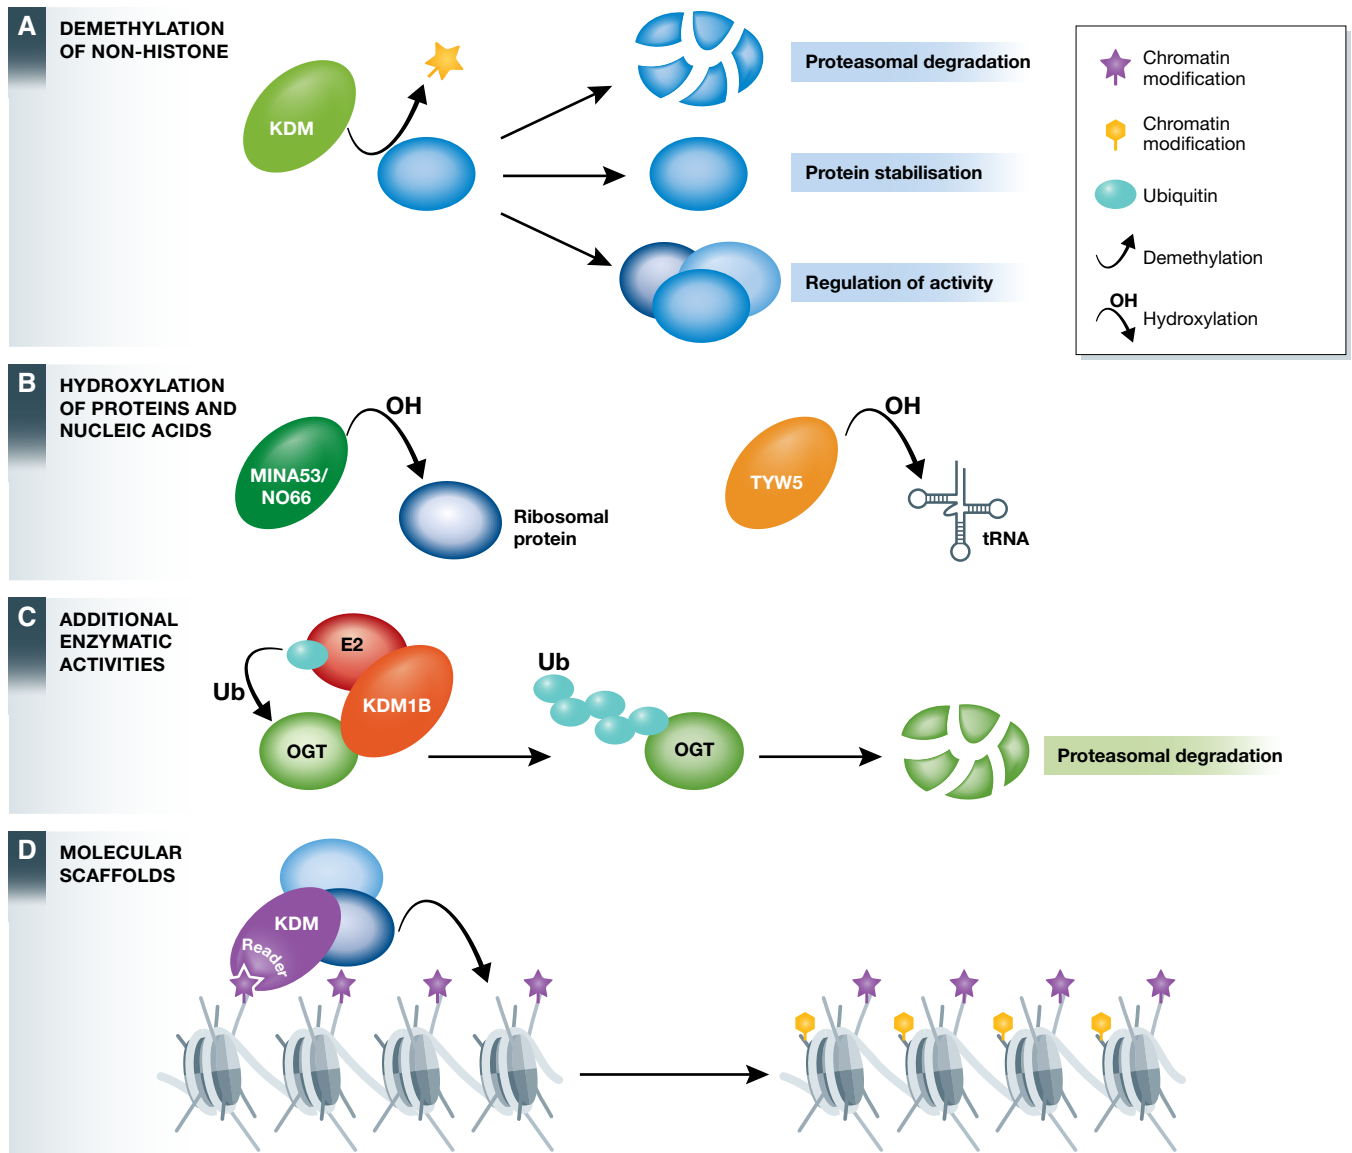 A
DEMETHYLATION
OF NON-HISTONE
KDM
Proteasomal degradation
Protein stabilisation
Regulation of activity
Chromatin
modification
Chromatin
modification
Ubiquitin
Demethylation
OH
Hydroxylation
B
HYDROXYLATION
OF PROTEINS AND
NUCLEIC ACIDS
MINA53/
NO66
OH
Ribosomal
protein
TYW5
OH
tRNA
C
ADDITIONAL
ENZYMATIC
ACTIVITIES
E2
KDM1B
Ub
OGT
Ub
OGT
Proteasomal degradation
D
MOLECULAR
SCAFFOLDS
KDM
Reader